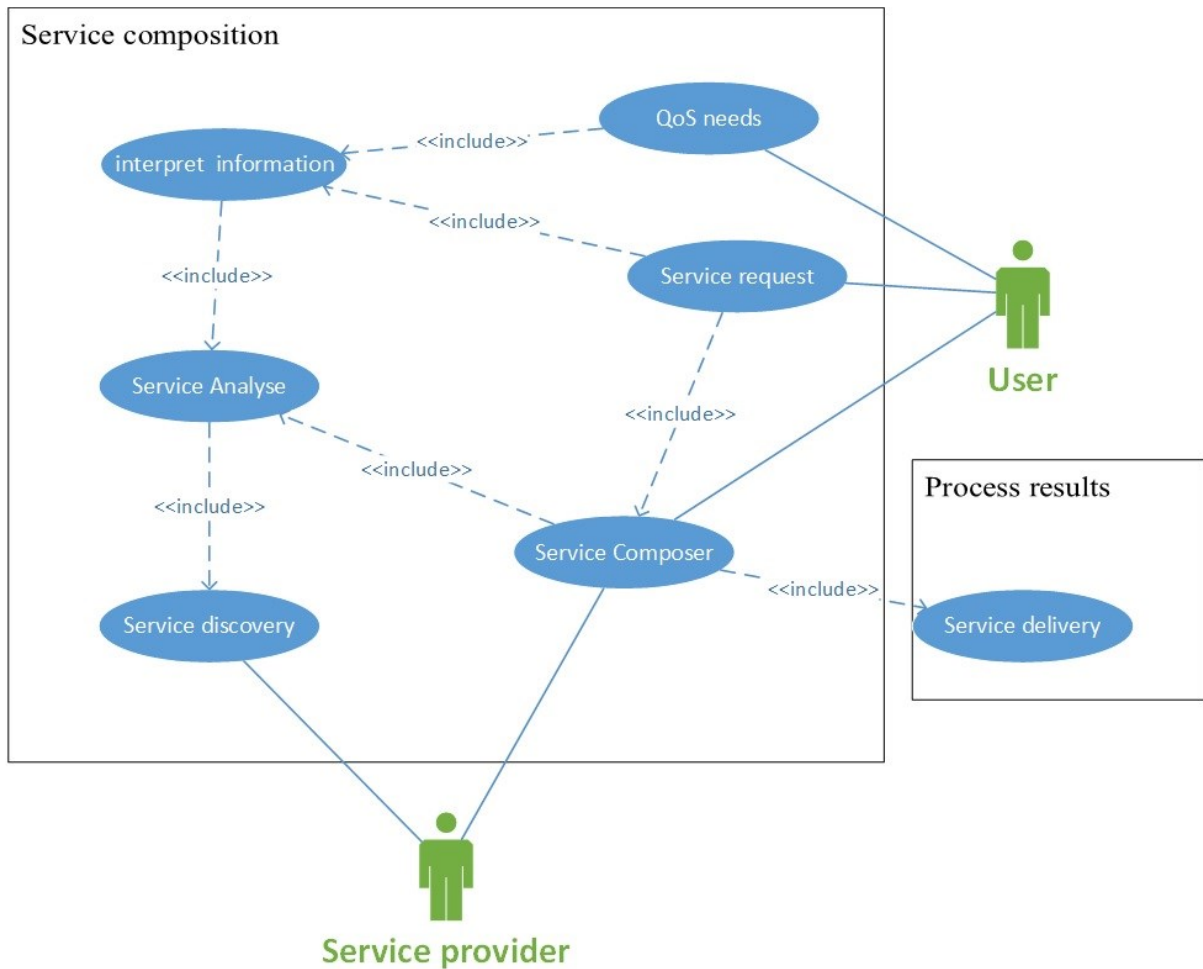 Service composition
QoS needs
<<include>>
interpret  information
<<include>>
<<include>>
Service request
User
Service Analyse
<<include>>
<<include>>
Process results
<<include>>
Service Composer
<<include>>
Service discovery
Service delivery
Service provider